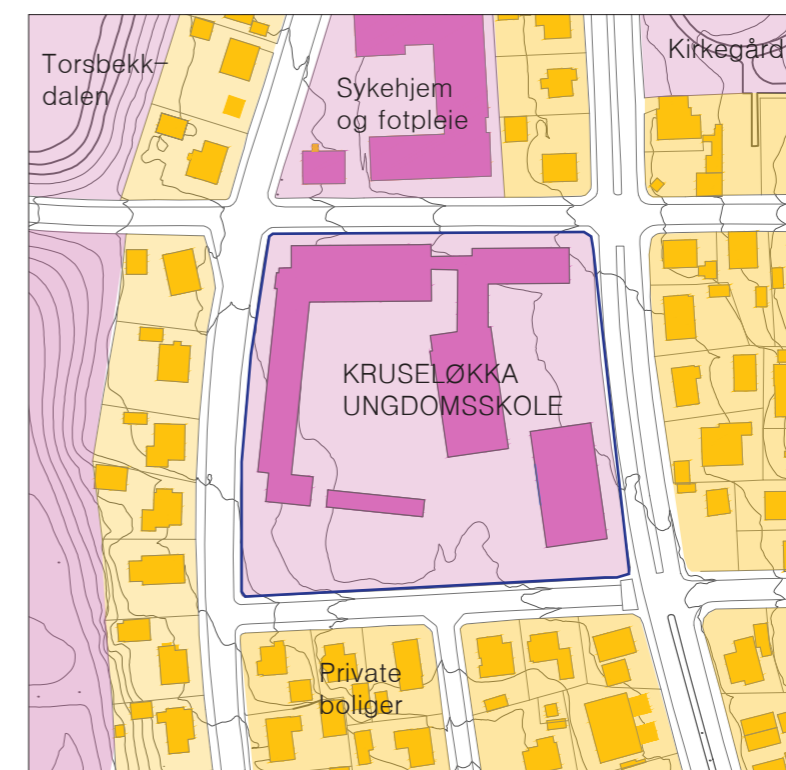 Torsbekk–
dalen
Sykehjem
og fotpleie
Kirkegård
KRUSELØKKA
UNGDOMSSKOLE
Private
boliger